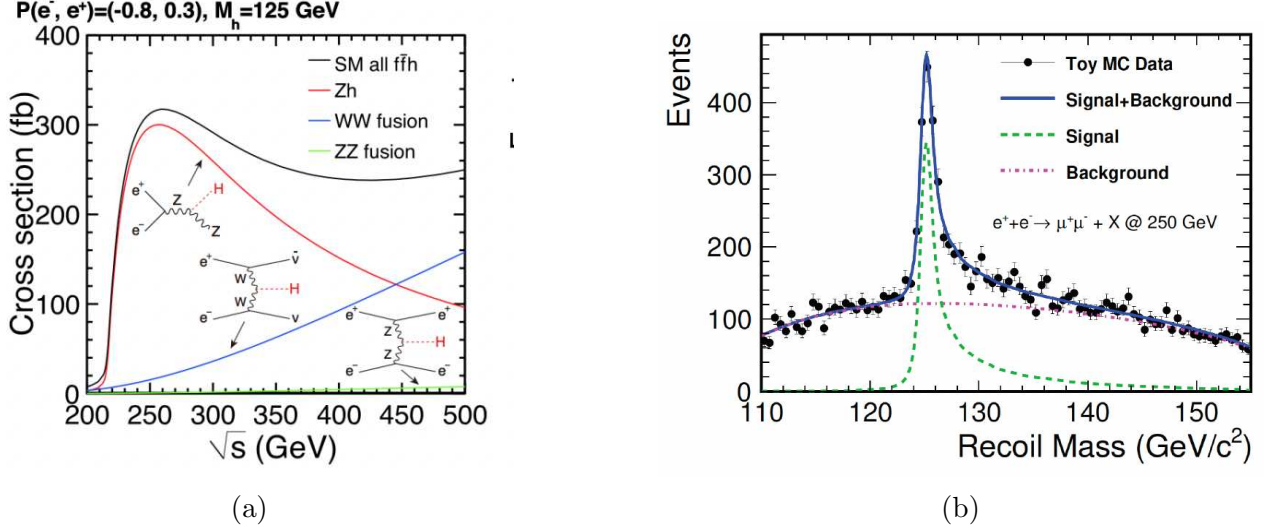 P(e⁻, e⁺)=(-0.8, 0.3), M_h=125 GeV
Cross section (fb)
400
300
200
100
0
200 250 300 350 400 450 500
√s (GeV)
SM all ff̄h
Zh
WW fusion
ZZ fusion
e⁺
e⁻
Z
H
Z
e⁺
e⁻
W
W
ν̄
H
ν
e⁺
e⁻
Z
Z
e⁺
H
e⁻
(a)
Events
400
300
200
100
0
110 120 130 140 150
Recoil Mass (GeV/c²)
Toy MC Data
Signal+Background
Signal
Background
e⁺+e⁻→ μ⁺μ⁻ + X @ 250 GeV
(b)